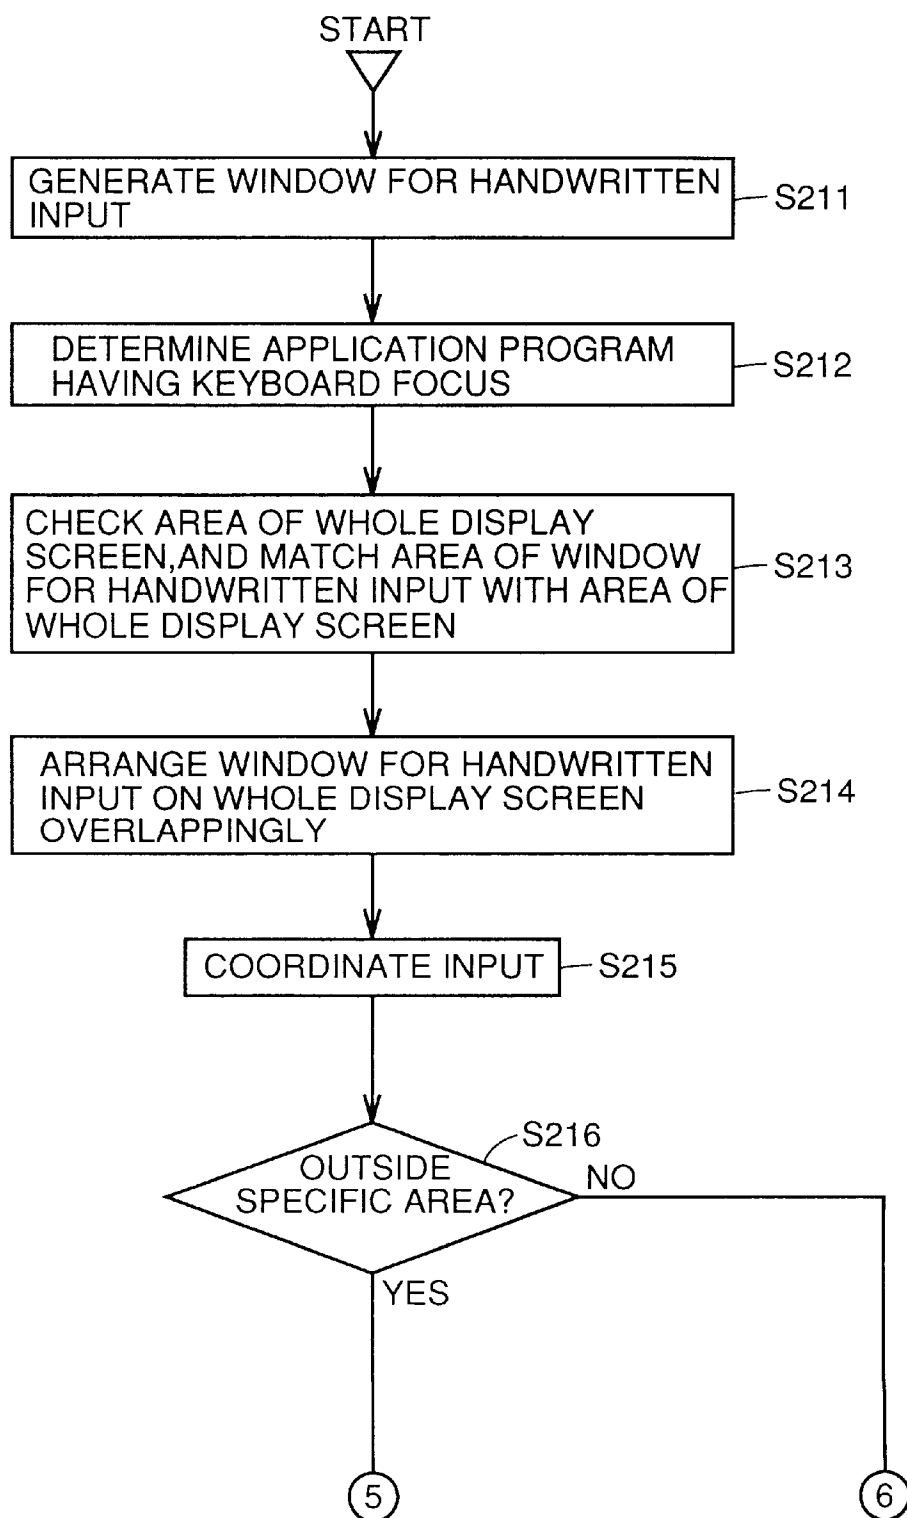 START
GENERATE WINDOW FOR HANDWRITTEN
INPUT
S211
DETERMINE APPLICATION PROGRAM
HAVING KEYBOARD FOCUS
S212
CHECK AREA OF WHOLE DISPLAY
SCREEN,AND MATCH AREA OF WINDOW
FOR HANDWRITTEN INPUT WITH AREA OF
WHOLE DISPLAY SCREEN
S213
ARRANGE WINDOW FOR HANDWRITTEN
INPUT ON WHOLE DISPLAY SCREEN
OVERLAPPINGLY
S214
COORDINATE INPUT
S215
S216
OUTSIDE
SPECIFIC AREA?
NO
YES
5
6